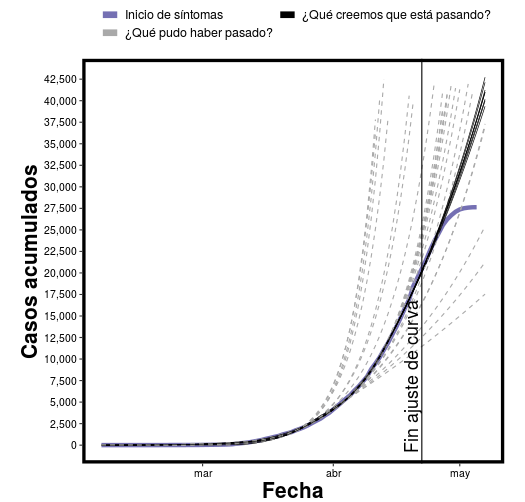 Inicio de síntomas
¿Qué creemos que está pasando?
¿Qué pudo haber pasado?
Casos acumulados
42,500
40,000
37,500
35,000
32,500
30,000
27,500
25,000
22,500
20,000
17,500
15,000
12,500
10,000
7,500
5,000
2,500
0
Fin ajuste de curva
mar
abr
may
Fecha